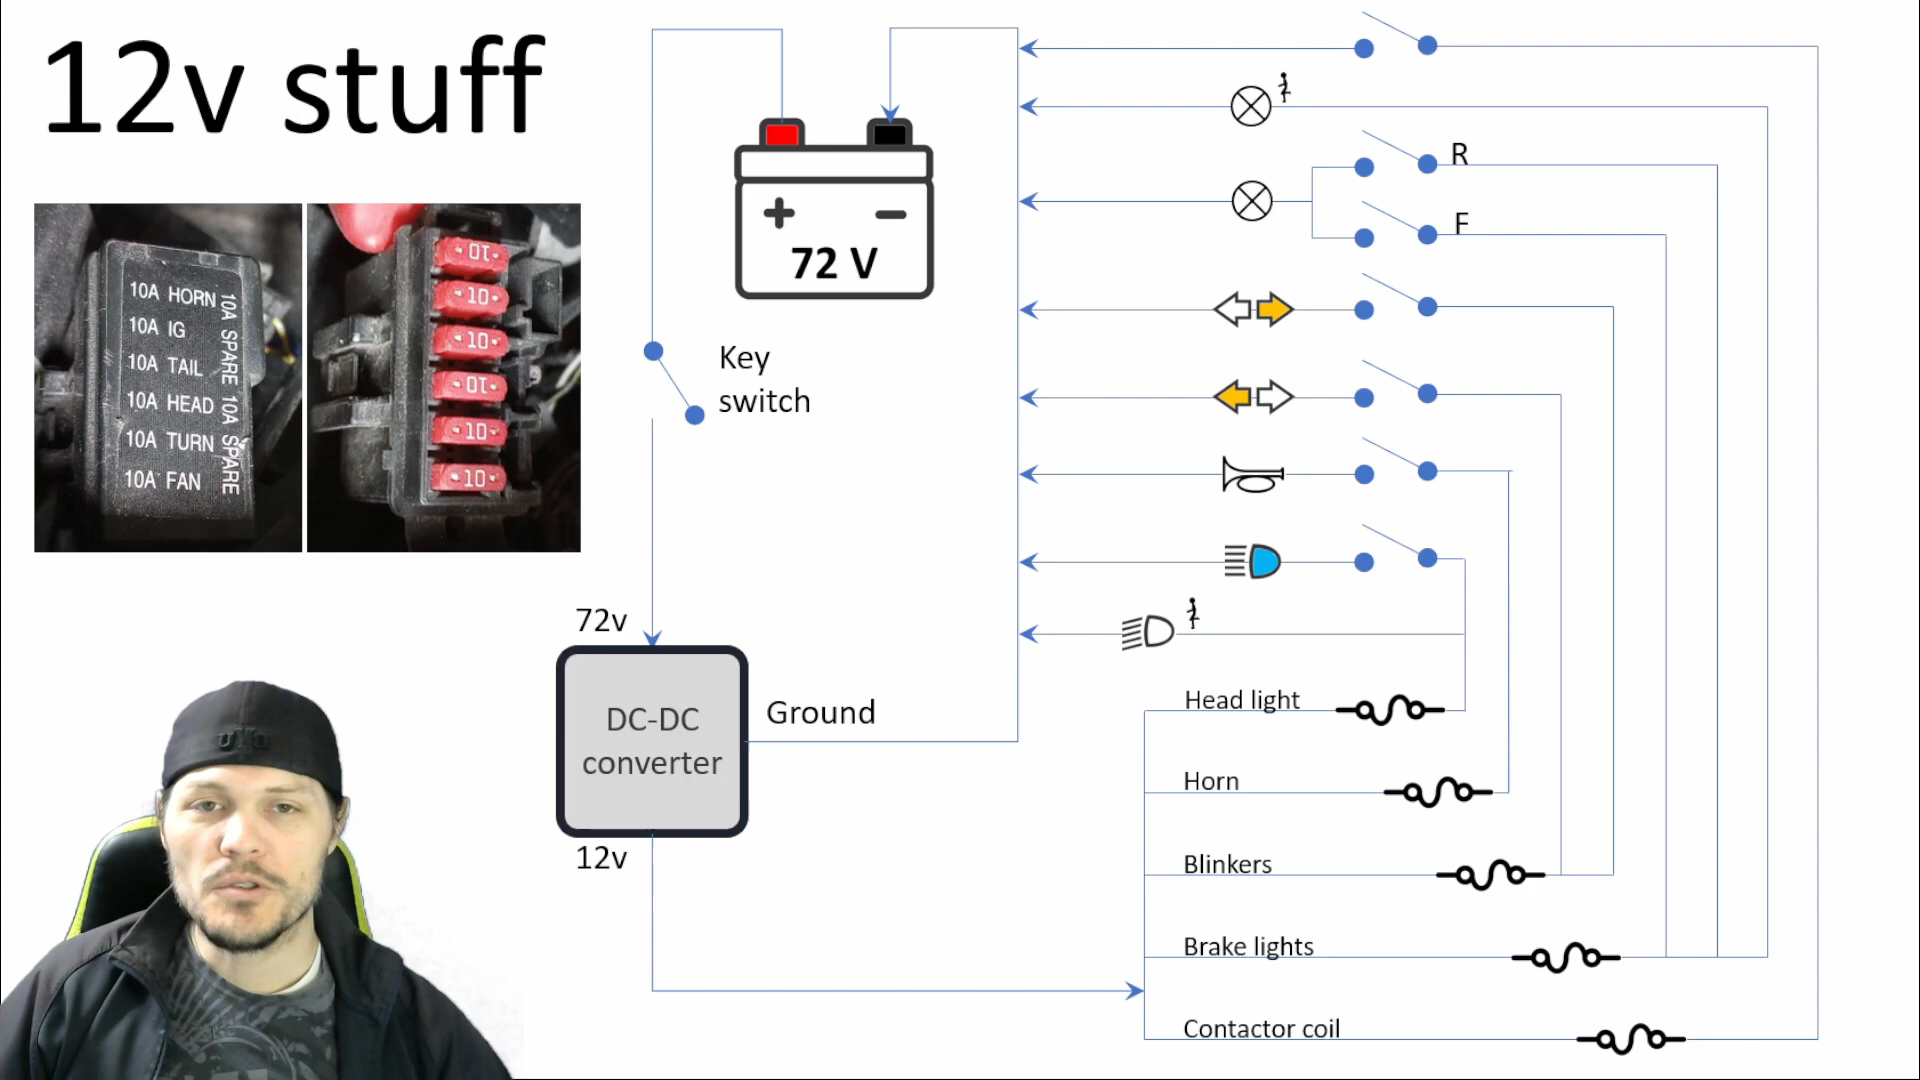 12v stuff
10A HORN
10A IG
10A TAIL
10A HEAD
10A TURN
10A FAN
10A SPARE 10A SPARE
10
10
10
10
10
10
+ −
72 V
Key
switch
72v
DC-DC
converter
Ground
12v
R
F
Head light
Horn
Blinkers
Brake lights
Contactor coil